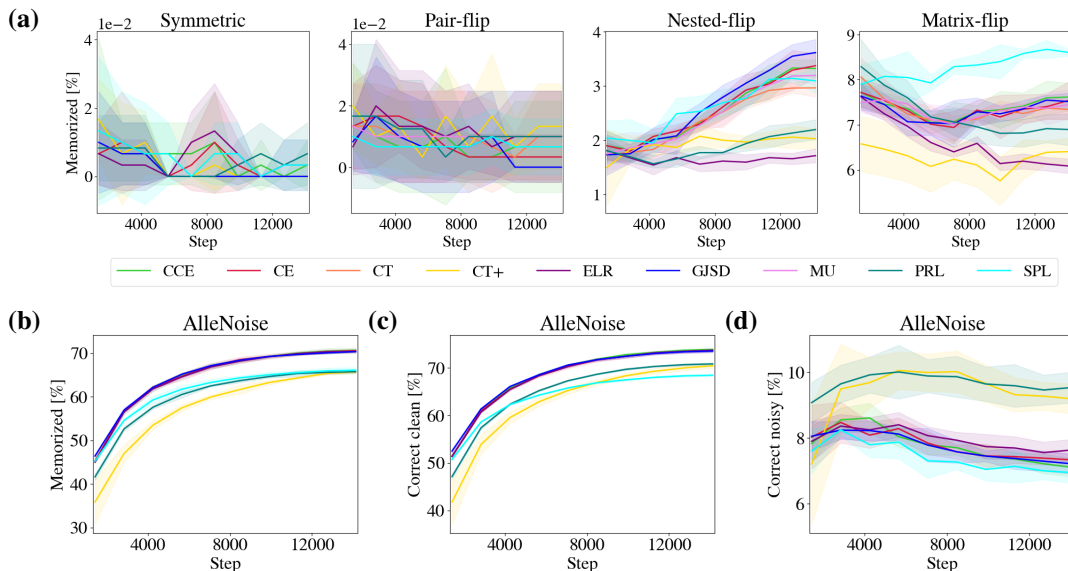 (a)
1e−2
Symmetric
Memorized [%]
4
2
0
4000
8000
12000
Step
1e−2
Pair-flip
4
2
0
4000
8000
12000
Step
Nested-flip
4
3
2
1
4000
8000
12000
Step
Matrix-flip
9
8
7
6
4000
8000
12000
Step
CCE CE CT CT+ ELR GJSD MU PRL SPL
(b)
AlleNoise
Memorized [%]
70
60
50
40
30
4000
8000
12000
Step
(c)
AlleNoise
Correct clean [%]
70
60
50
40
4000
8000
12000
Step
(d)
AlleNoise
Correct noisy [%]
10
8
6
4000
8000
12000
Step